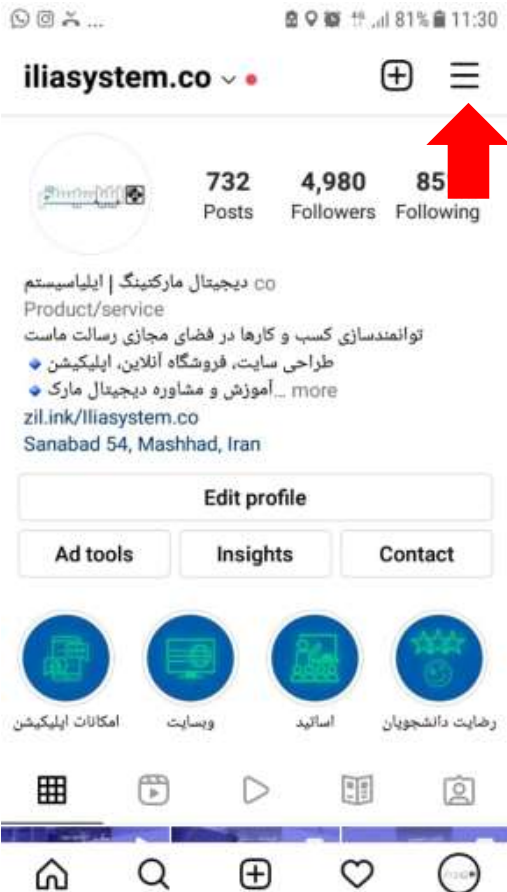 81% 11:30
iliasystem.co
732 4,980 85
Posts Followers Following
دیجیتال مارکتینگ | ایلیاسیستم co
Product/service
توانمندسازی کسب و کارها در فضای مجازی رسالت ماست
طراحی سایت، فروشگاه آنلاین، اپلیکیشن
آموزش و مشاوره دیجیتال مارک... more
zil.ink/Iliasystem.co
Sanabad 54, Mashhad, Iran
Edit profile
Ad tools Insights Contact
امکانات اپلیکیشن وبسایت اساتید رضایت دانشجویان